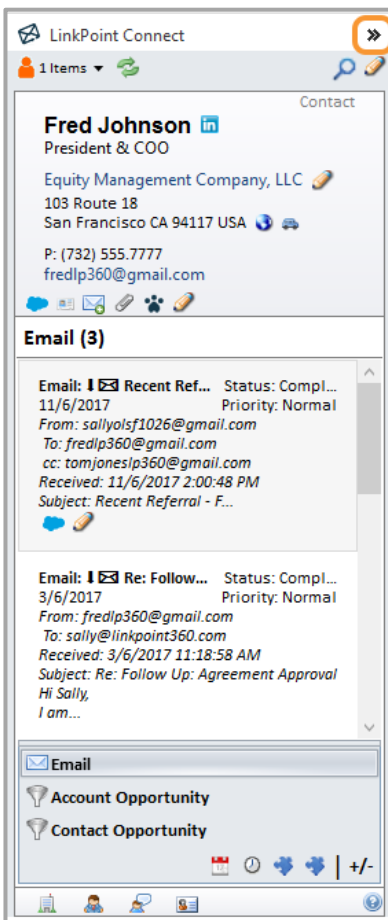 LinkPoint Connect »
1 Items
Contact
Fred Johnson in
President & COO
Equity Management Company, LLC
103 Route 18
San Francisco CA 94117 USA
P: (732) 555.7777
fredlp360@gmail.com
Email (3)
Email: Recent Ref... Status: Compl...
11/6/2017 Priority: Normal
From: sallyolsf1026@gmail.com
To: fredlp360@gmail.com
cc: tomjoneslp360@gmail.com
Received: 11/6/2017 2:00:48 PM
Subject: Recent Referral - F...
Email: Re: Follow... Status: Compl...
3/6/2017 Priority: Normal
From: fredlp360@gmail.com
To: sally@linkpoint360.com
Received: 3/6/2017 11:18:58 AM
Subject: Re: Follow Up: Agreement Approval
Hi Sally,
I am...
Email
Account Opportunity
Contact Opportunity
| +/-
?